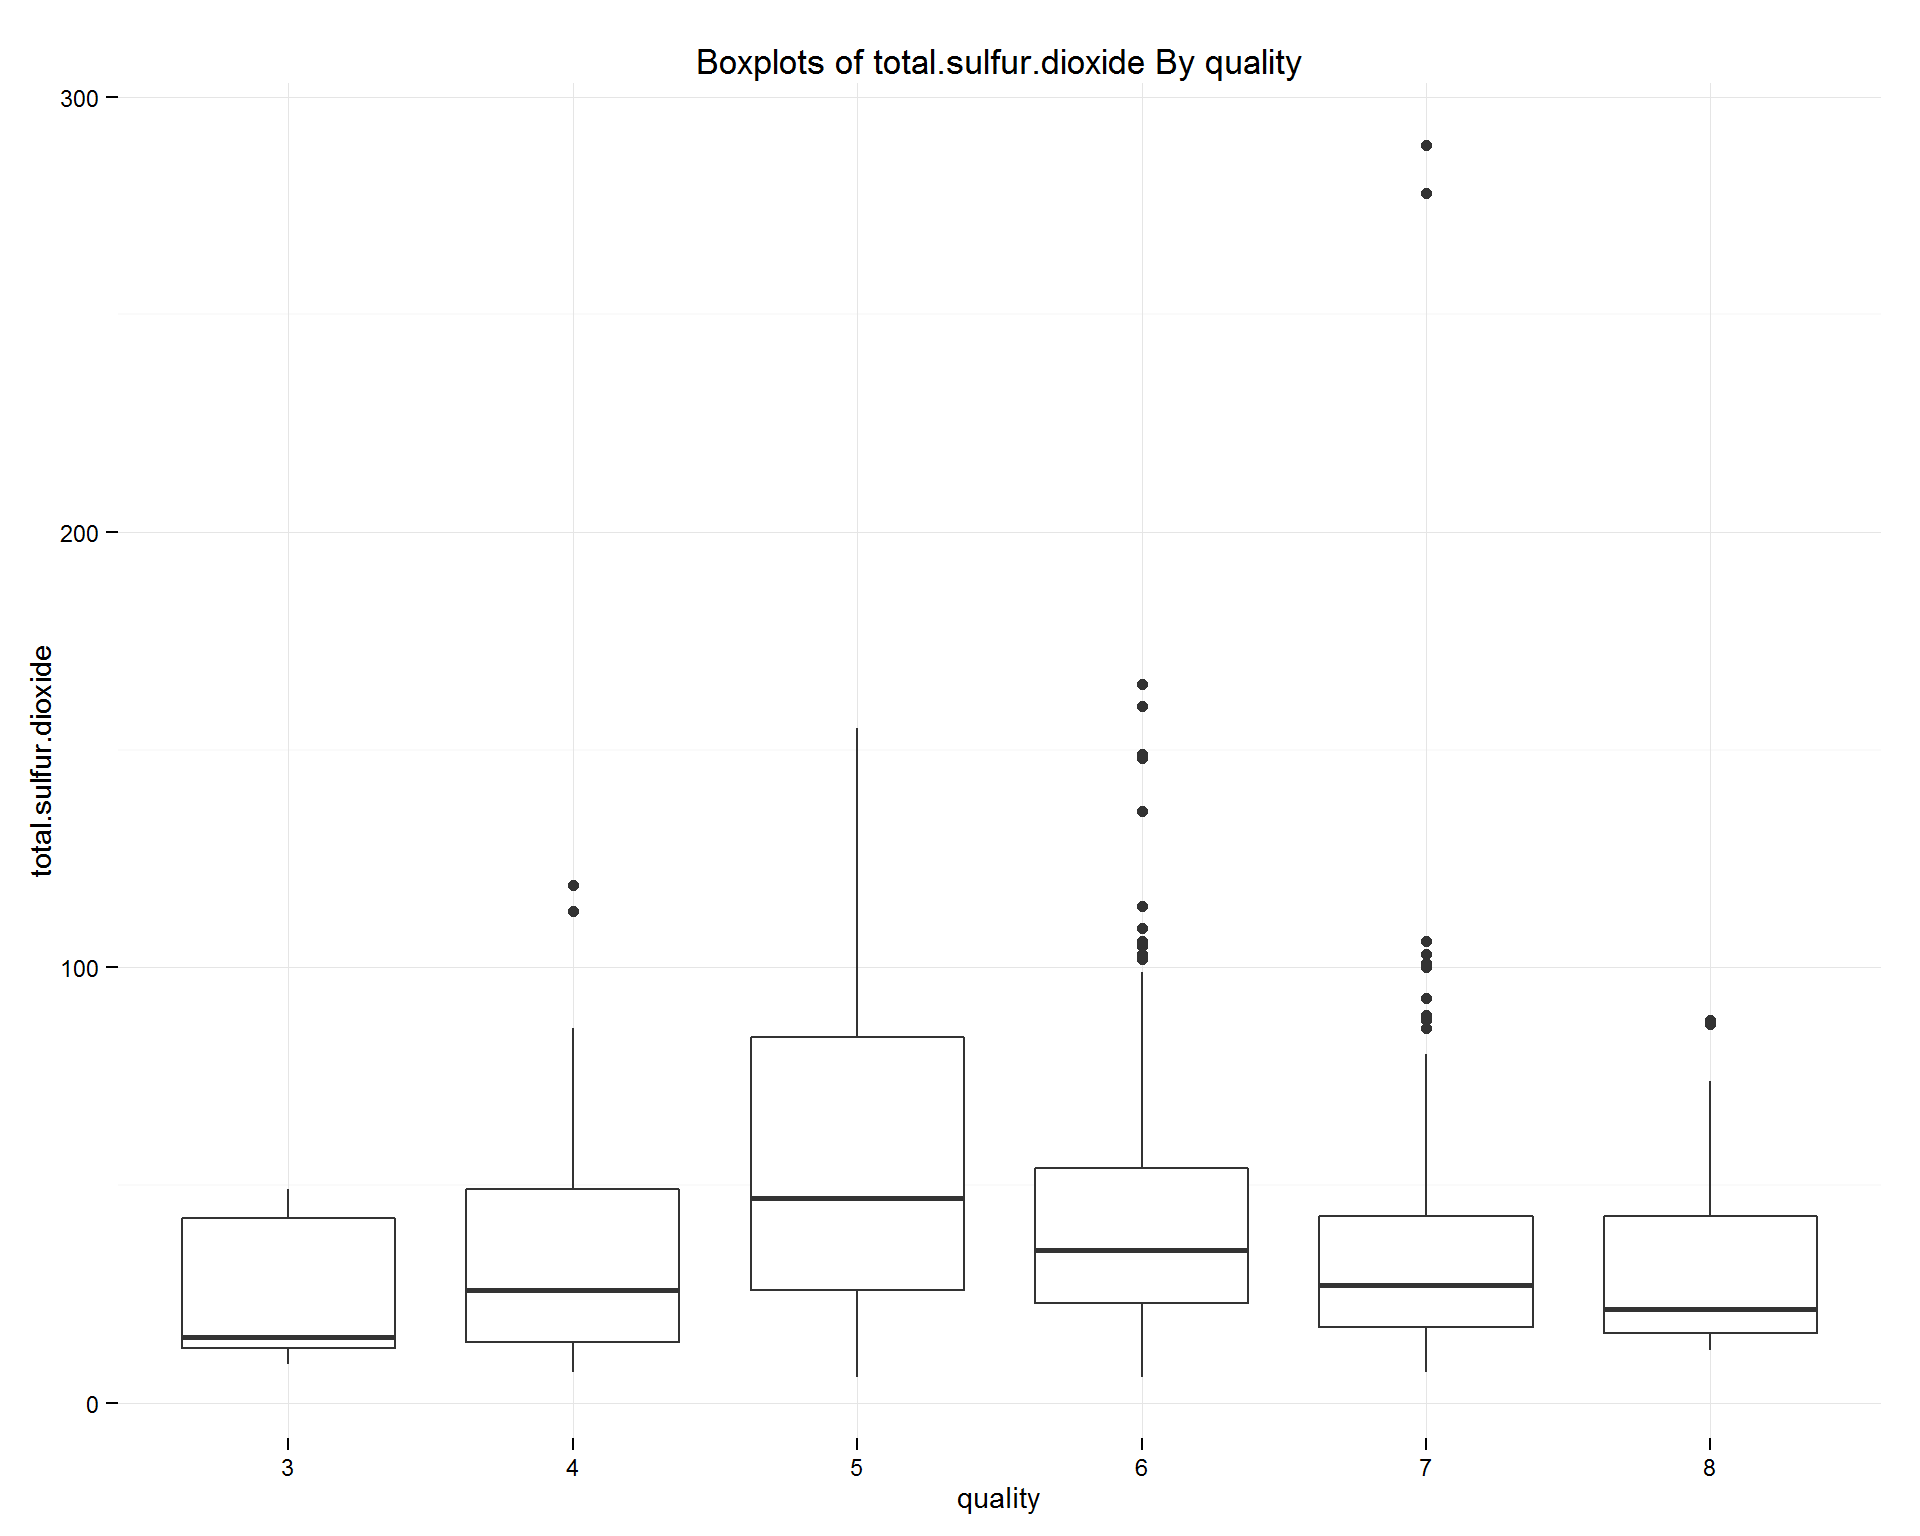 Boxplots of total.sulfur.dioxide By quality
300
200
100
0
total.sulfur.dioxide
3 4 5 6 7 8
quality